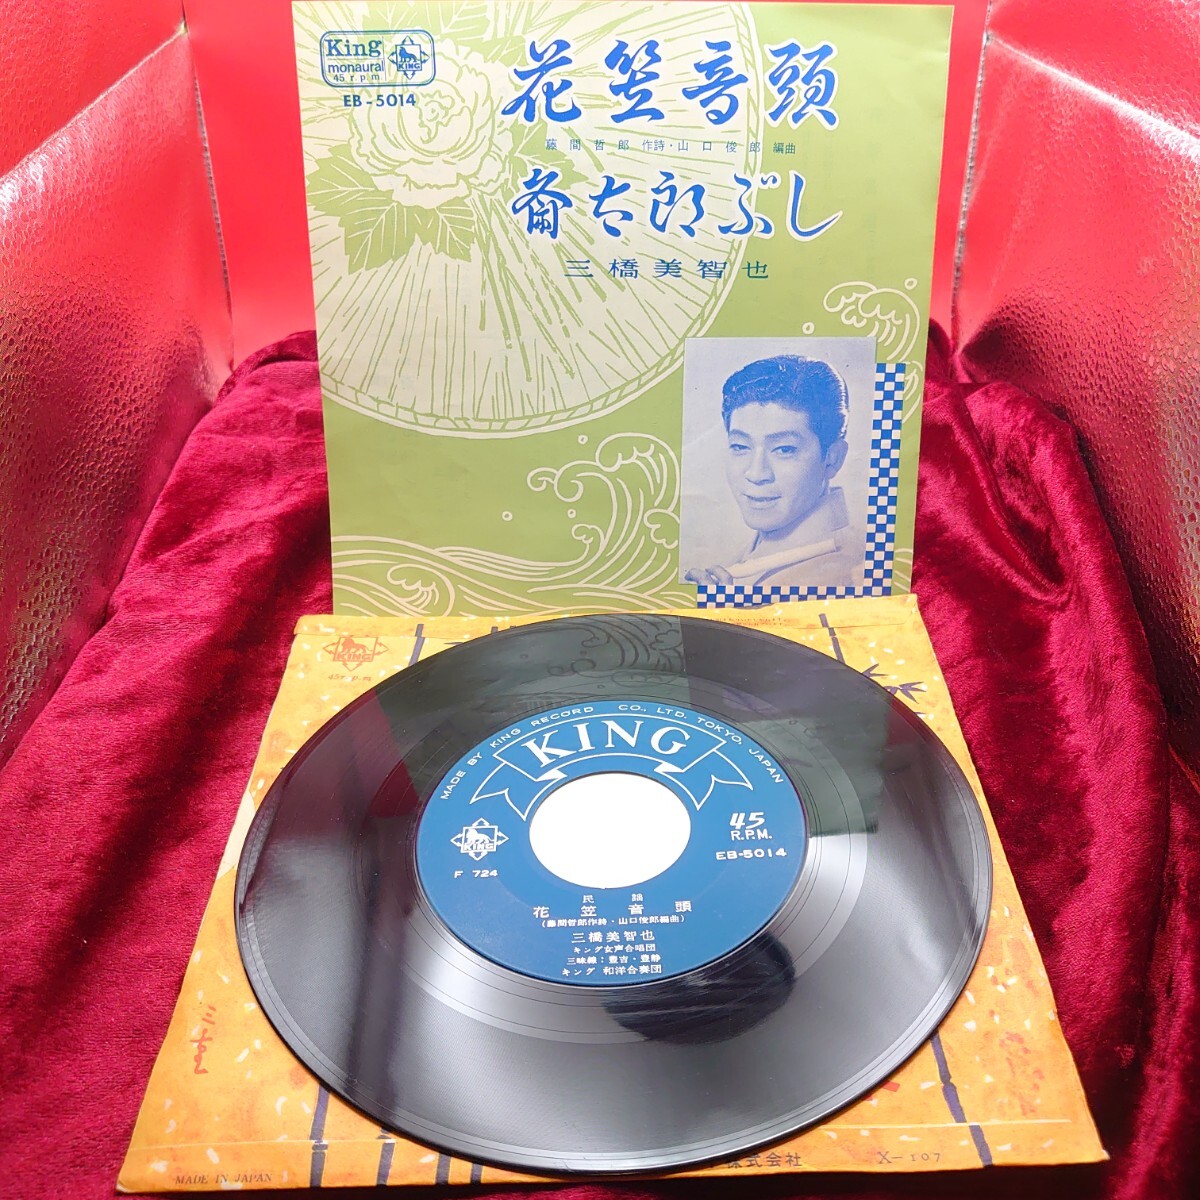 King
monaural
45 r.p.m.
KING
EB-5014
花笠音頭
藤間哲郎 作詩・山口俊郎 編曲
斎太郎ぶし
三橋美智也
KING
45 r.p.m
MADE BY KING RECORD CO., LTD. TOKYO, JAPAN
KING
KING
45
R.P.M.
EB-5014
F 724
民謡
花笠音頭
(藤間哲郎作詩・山口俊郎編曲)
三橋美智也
キング女声合唱団
三味線:豊吉・豊静
キング 和洋合奏団
MADE IN JAPAN
株式会社
X-107